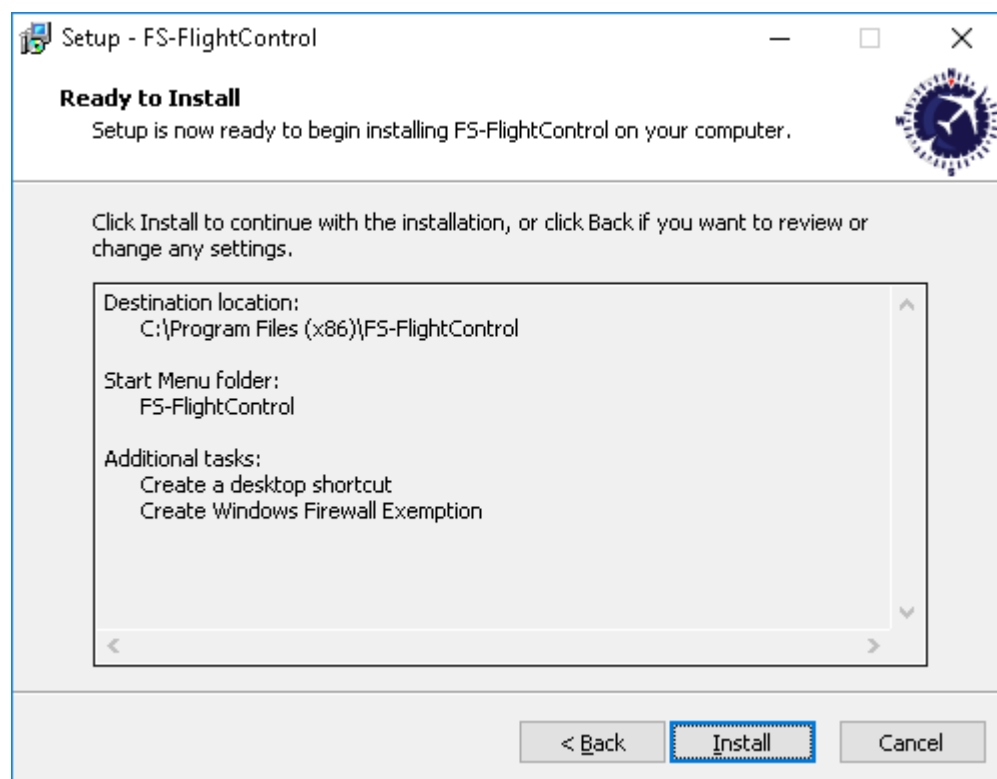 Setup - FS-FlightControl
Ready to Install
Setup is now ready to begin installing FS-FlightControl on your computer.
Click Install to continue with the installation, or click Back if you want to review or
change any settings.
Destination location:
C:\Program Files (x86)\FS-FlightControl
Start Menu folder:
FS-FlightControl
Additional tasks:
Create a desktop shortcut
Create Windows Firewall Exemption
< Back
Install
Cancel